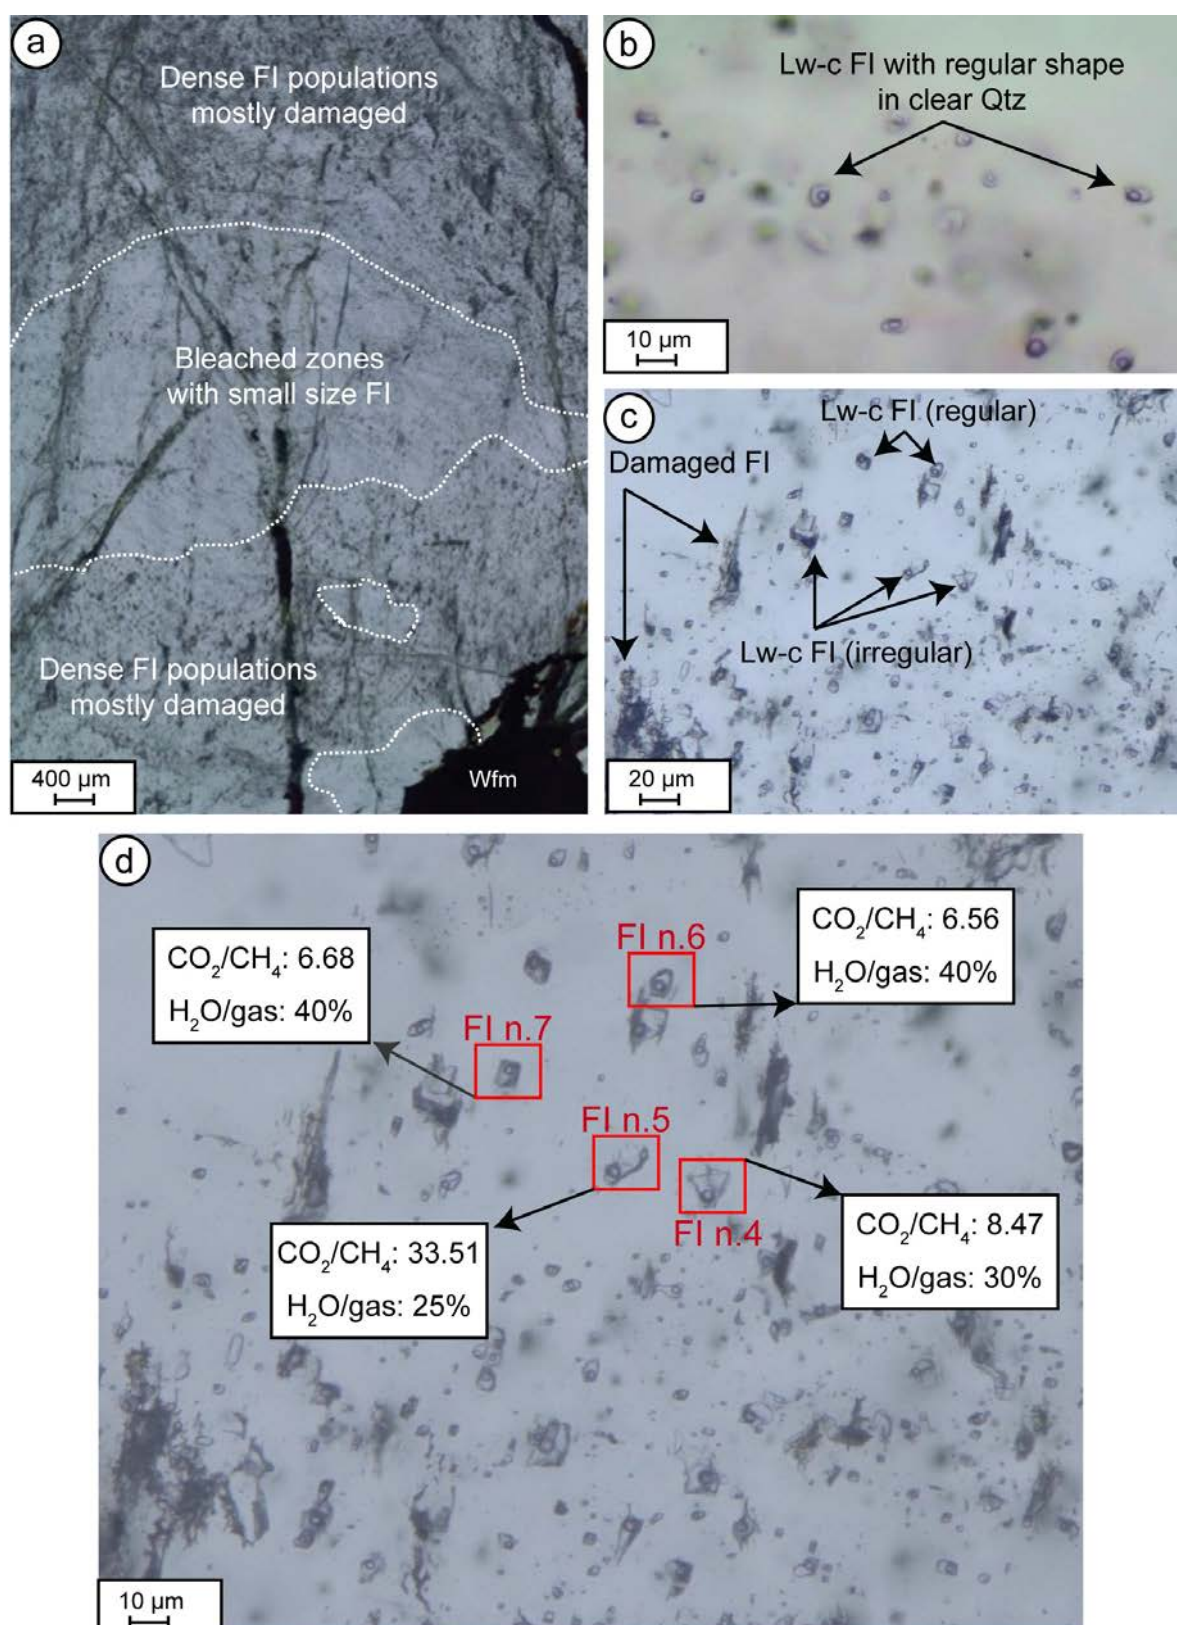 a
Dense FI populations
mostly damaged
Bleached zones
with small size FI
Dense FI populations
mostly damaged
Wfm
400 µm
b
Lw-c FI with regular shape
in clear Qtz
10 µm
c
Lw-c FI (regular)
Damaged FI
Lw-c FI (irregular)
20 µm
d
CO₂/CH₄: 6.68
H₂O/gas: 40%
FI n.6
CO₂/CH₄: 6.56
H₂O/gas: 40%
FI n.7
FI n.5
FI n.4
CO₂/CH₄: 33.51
H₂O/gas: 25%
CO₂/CH₄: 8.47
H₂O/gas: 30%
10 µm